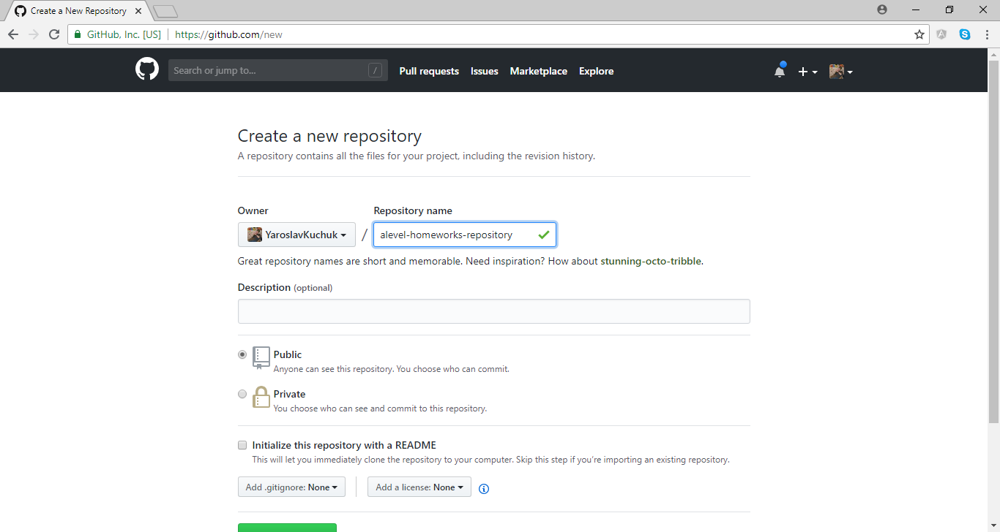 Create a New Repository
GitHub, Inc. [US] https://github.com/new
Search or jump to... / Pull requests Issues Marketplace Explore
Create a new repository
A repository contains all the files for your project, including the revision history.
Owner Repository name
YaroslavKuchuk / alevel-homeworks-repository
Great repository names are short and memorable. Need inspiration? How about stunning-octo-tribble.
Description (optional)
Public
Anyone can see this repository. You choose who can commit.
Private
You choose who can see and commit to this repository.
Initialize this repository with a README
This will let you immediately clone the repository to your computer. Skip this step if you're importing an existing repository.
Add .gitignore: None Add a license: None